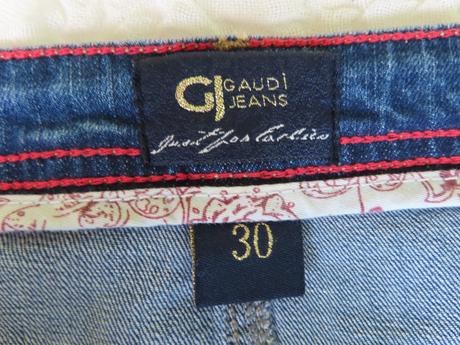 GJ GAUDÌ
JEANS
just for ladies
30